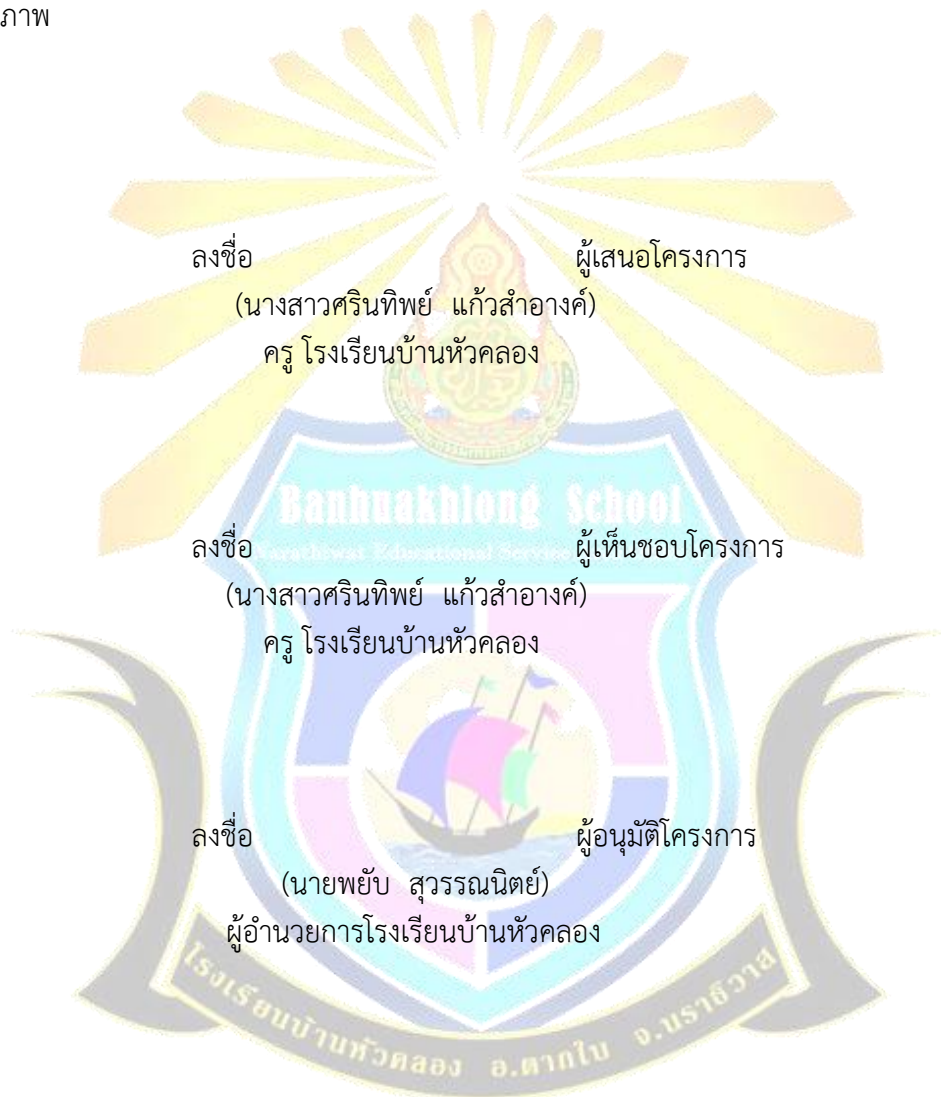 ภาพ
ลงชื่อ ผู้เสนอโครงการ
(นางสาวศรินทิพย์ แก้วสำอางค์)
ครู โรงเรียนบ้านหัวคลอง
Banhuakhlong School
ลงชื่อ ผู้เห็นชอบโครงการ
Narathiwat Educational Service
(นางสาวศรินทิพย์ แก้วสำอางค์)
ครู โรงเรียนบ้านหัวคลอง
ลงชื่อ ผู้อนุมัติโครงการ
(นายพยับ สุวรรณนิตย์)
ผู้อำนวยการโรงเรียนบ้านหัวคลอง
โรงเรียนบ้านหัวคลอง อ.ตากใบ จ.นราธิวาส